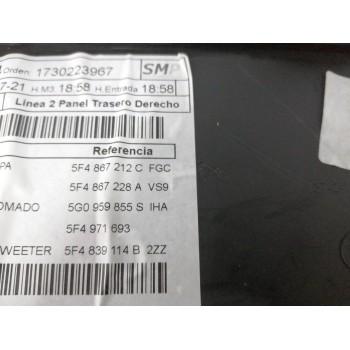 Orden: 1730223967 SMP
7-21 H.M3: 18:58 H.Entrada 18:58
Línea 2 Panel Trasero Derecho
Referencia
PA 5F4 867 212 C FGC
5F4 867 228 A VS9
OMADO 5G0 959 855 S IHA
5F4 971 693
WEETER 5F4 839 114 B 2ZZ